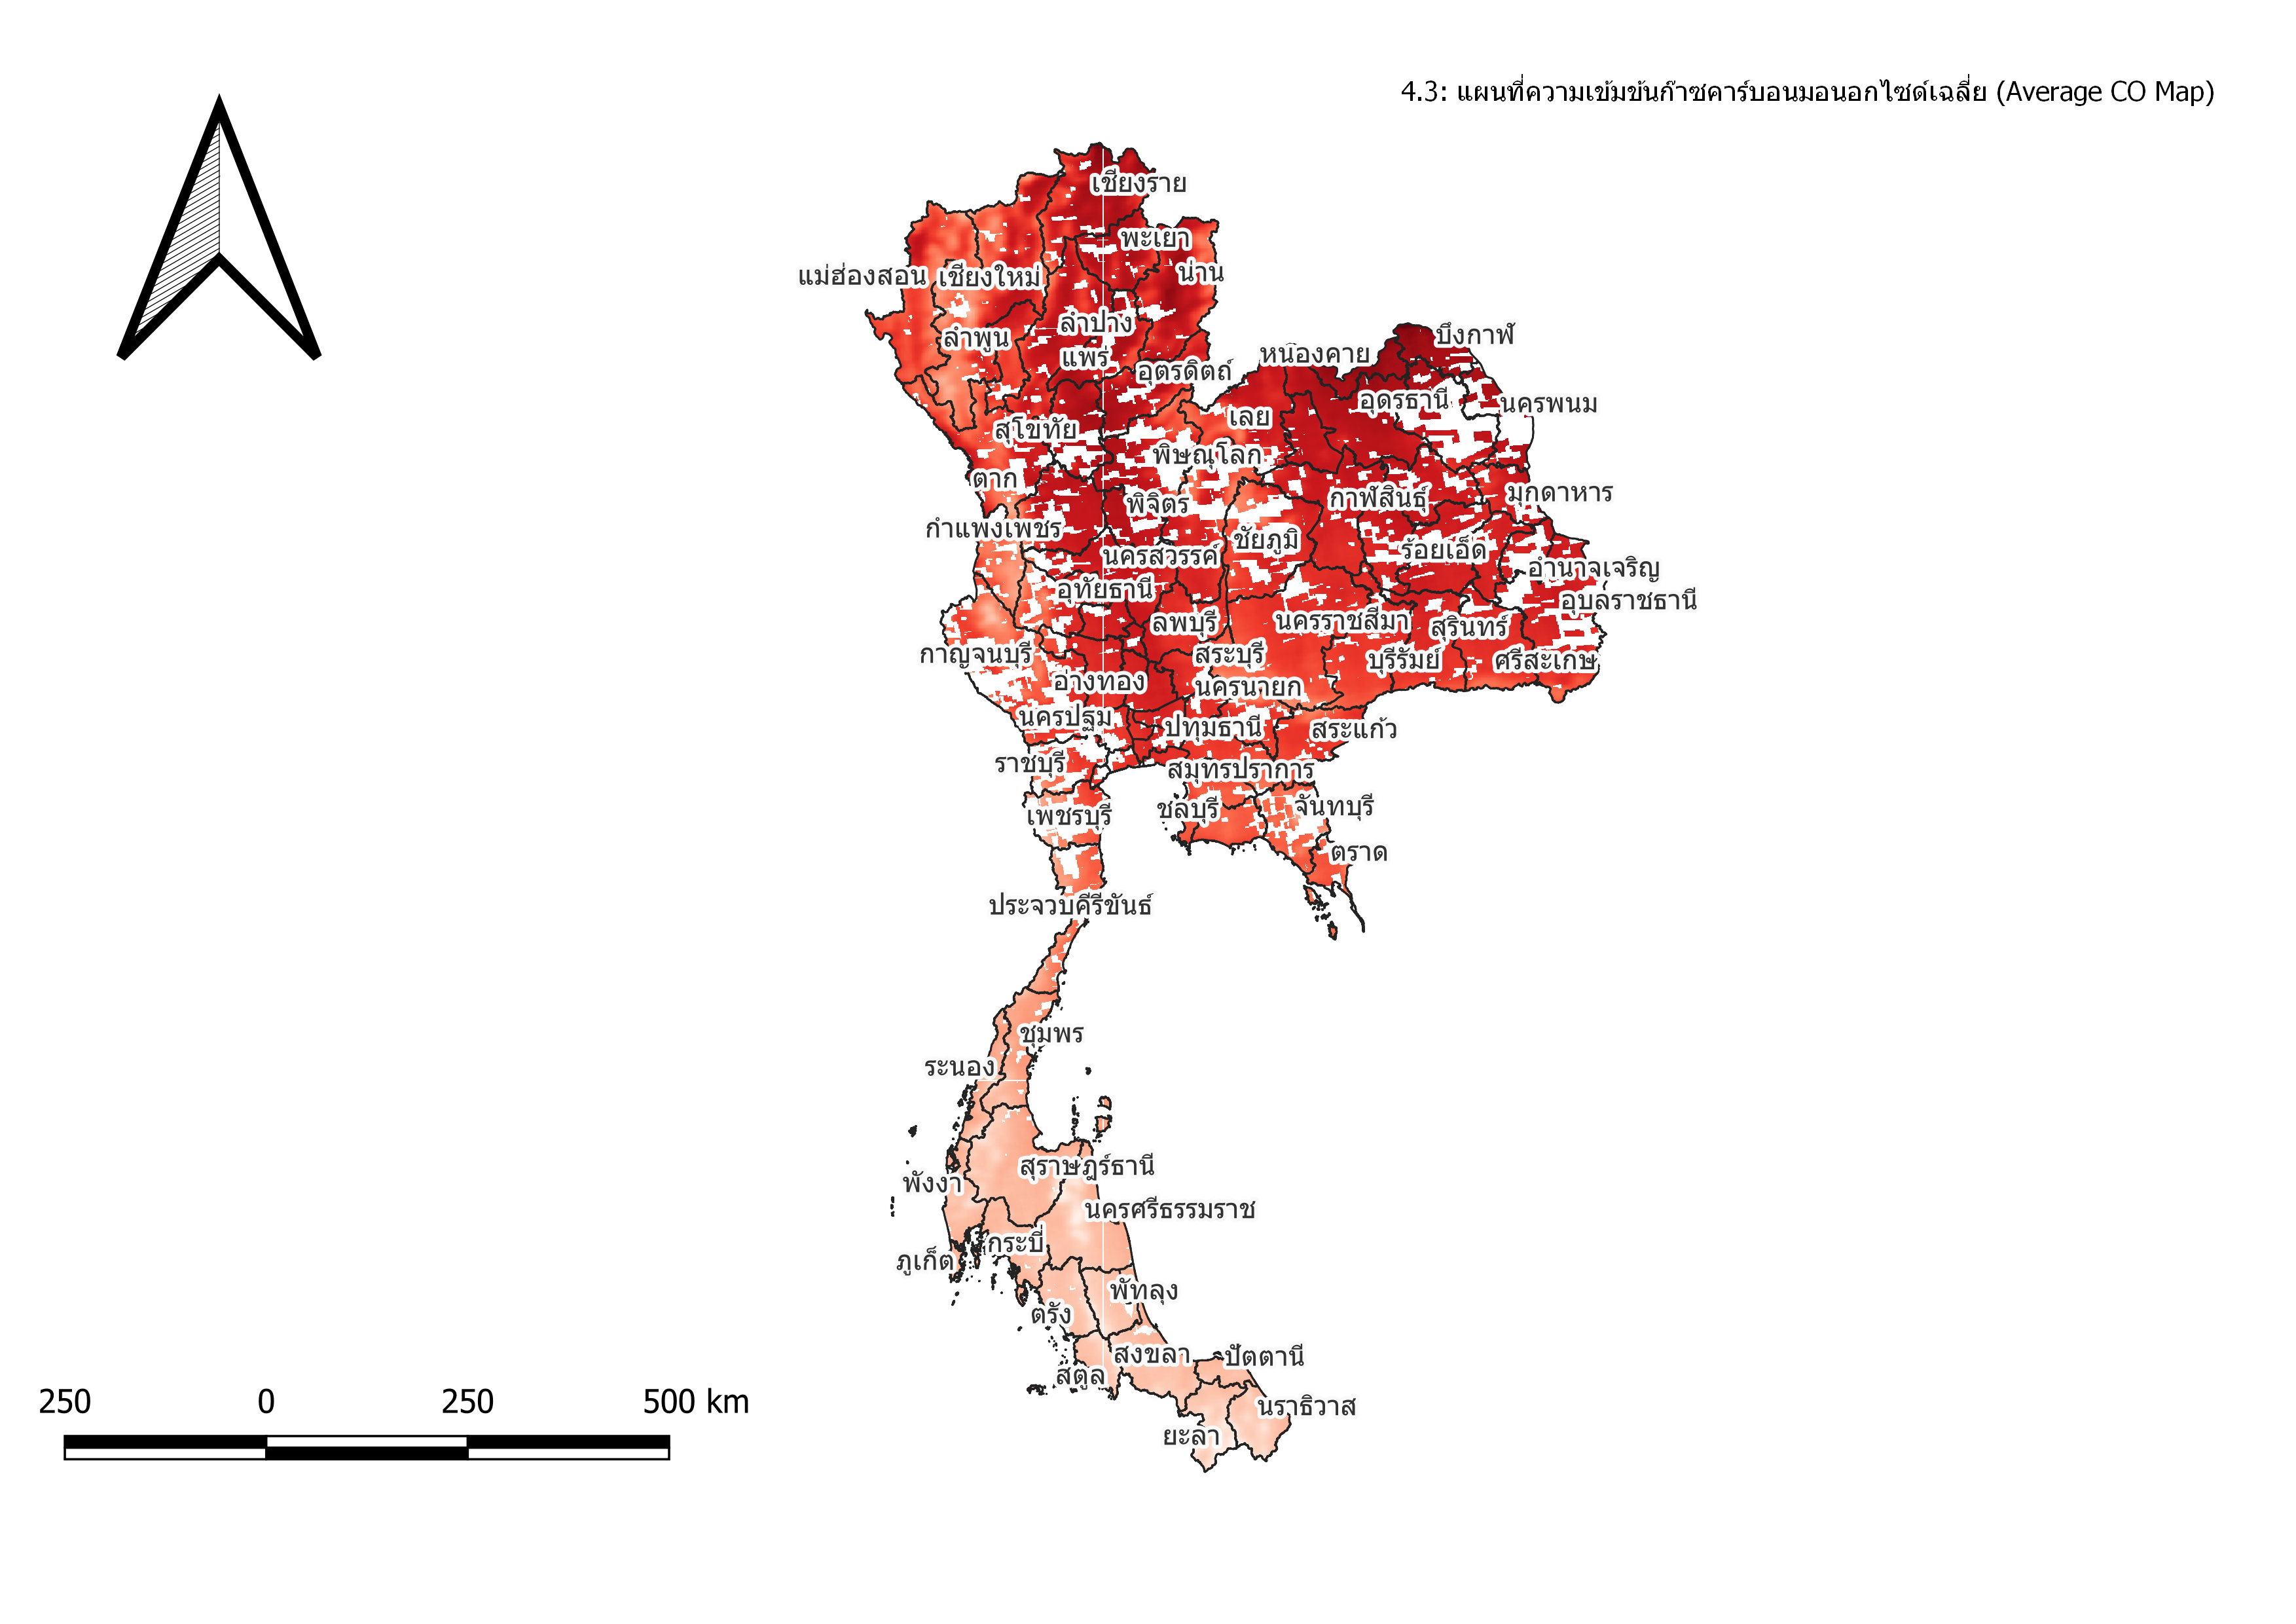 4.3: แผนที่ความเข้มข้นก๊าซคาร์บอนมอนอกไซด์เฉลี่ย (Average CO Map)
เชียงราย
พะเยา
แม่ฮ่องสอน
เชียงใหม่
น่าน
ลำปาง
ลำพูน
แพร่
อุตรดิตถ์
หนองคาย
บึงกาฬ
สุโขทัย
เลย
อุดรธานี
นครพนม
พิษณุโลก
ตาก
พิจิตร
กาฬสินธุ์
มุกดาหาร
กำแพงเพชร
นครสวรรค์
ชัยภูมิ
ร้อยเอ็ด
อำนาจเจริญ
อุทัยธานี
อุบลราชธานี
ลพบุรี
นครราชสีมา
สุรินทร์
กาญจนบุรี
สระบุรี
บุรีรัมย์
ศรีสะเกษ
อ่างทอง
นครนายก
นครปฐม
ปทุมธานี
สระแก้ว
ราชบุรี
สมุทรปราการ
เพชรบุรี
ชลบุรี
จันทบุรี
ตราด
ประจวบคีรีขันธ์
ชุมพร
ระนอง
สุราษฎร์ธานี
พังงา
นครศรีธรรมราช
กระบี่
ภูเก็ต
พัทลุง
ตรัง
สงขลา
ปัตตานี
สตูล
นราธิวาส
ยะลา
250 0 250 500 km